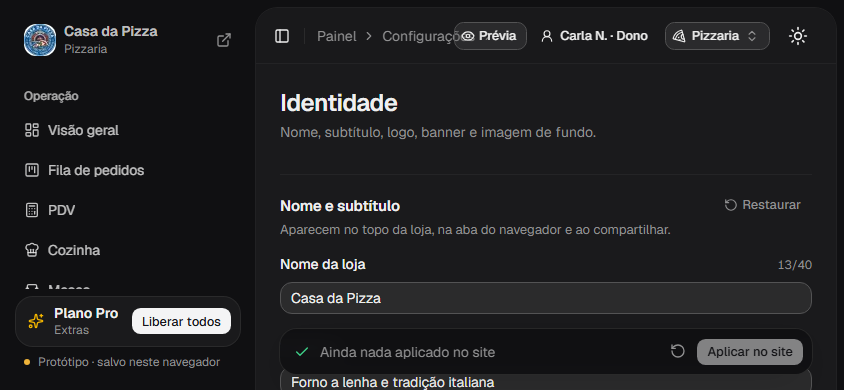 Casa da Pizza
Pizzaria
Operação
Visão geral
Fila de pedidos
PDV
Cozinha
Plano Pro
Extras
Liberar todos
Protótipo · salvo neste navegador
Painel > Configuraçõ
Prévia
Carla N. · Dono
Pizzaria
Identidade
Nome, subtítulo, logo, banner e imagem de fundo.
Nome e subtítulo
Restaurar
Aparecem no topo da loja, na aba do navegador e ao compartilhar.
Nome da loja
13/40
Casa da Pizza
Ainda nada aplicado no site
Aplicar no site
Forno a lenha e tradição italiana